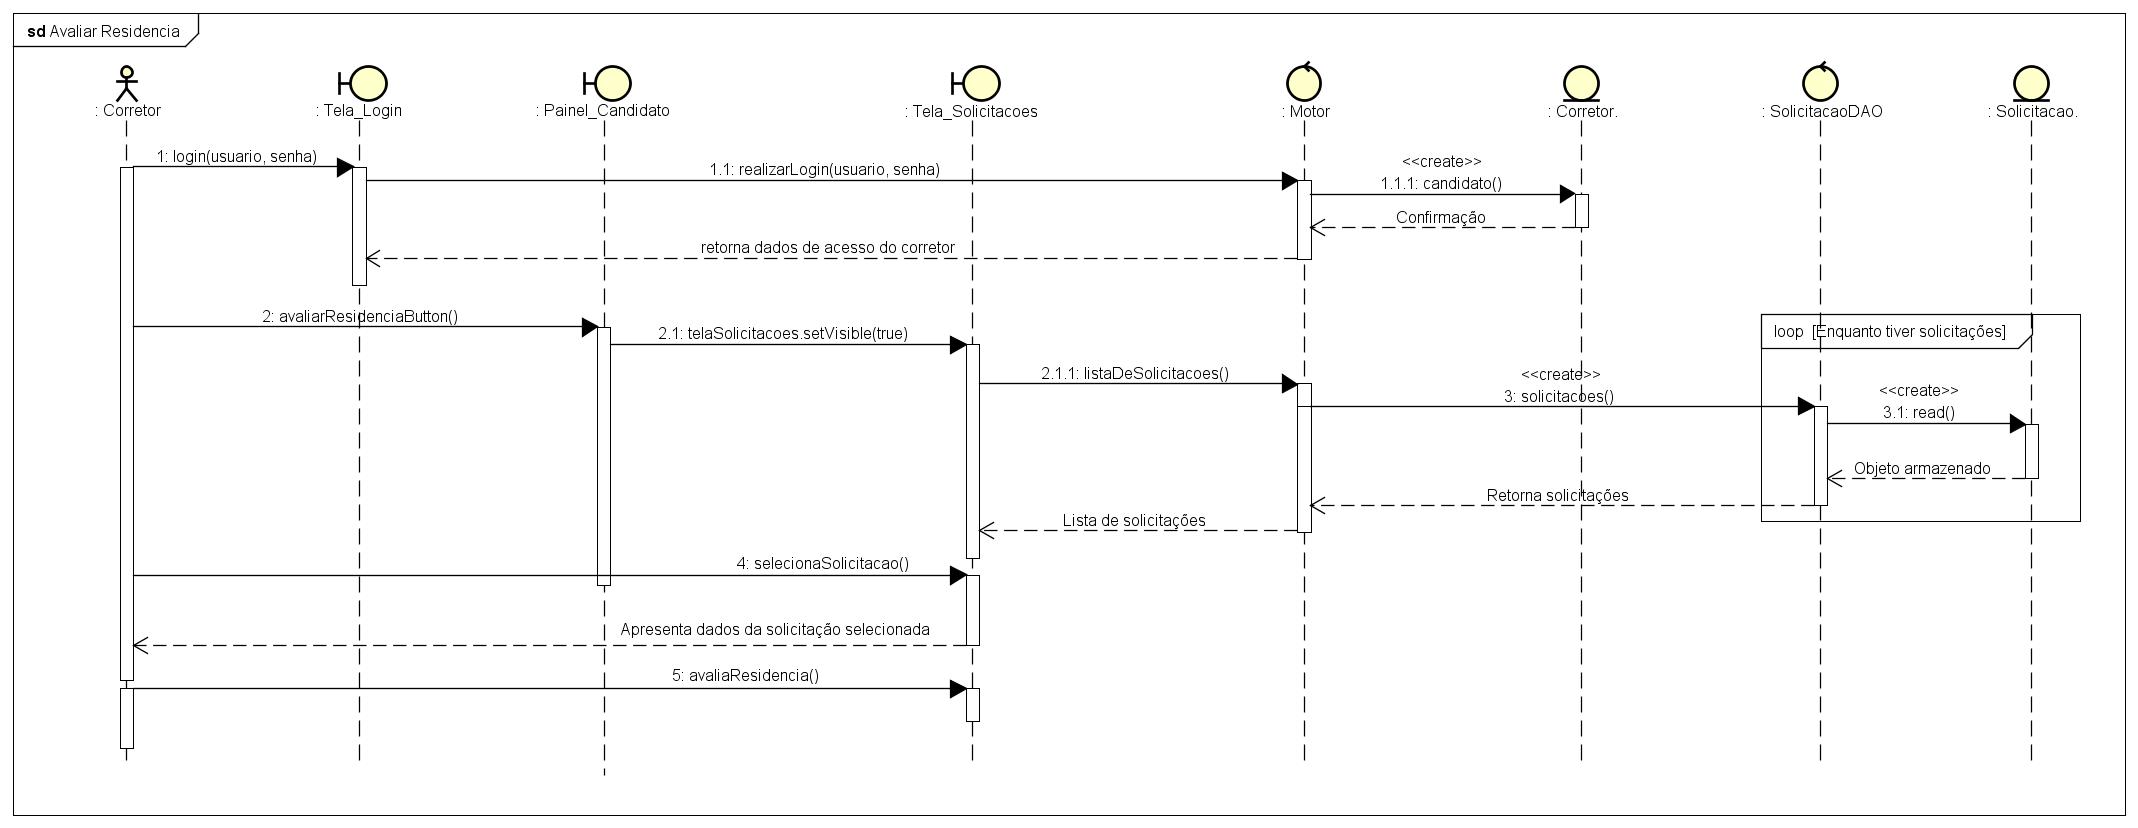 sd Avaliar Residencia
: Corretor
: Tela_Login
: Painel_Candidato
: Tela_Solicitacoes
: Motor
: Corretor.
: SolicitacaoDAO
: Solicitacao.
1: login(usuario, senha)
1.1: realizarLogin(usuario, senha)
<<create>>
1.1.1: candidato()
Confirmação
retorna dados de acesso do corretor
2: avaliarResidenciaButton()
2.1: telaSolicitacoes.setVisible(true)
loop [Enquanto tiver solicitações]
2.1.1: listaDeSolicitacoes()
<<create>>
3: solicitacoes()
<<create>>
3.1: read()
Objeto armazenado
Retorna solicitações
Lista de solicitações
4: selecionaSolicitacao()
Apresenta dados da solicitação selecionada
5: avaliaResidencia()